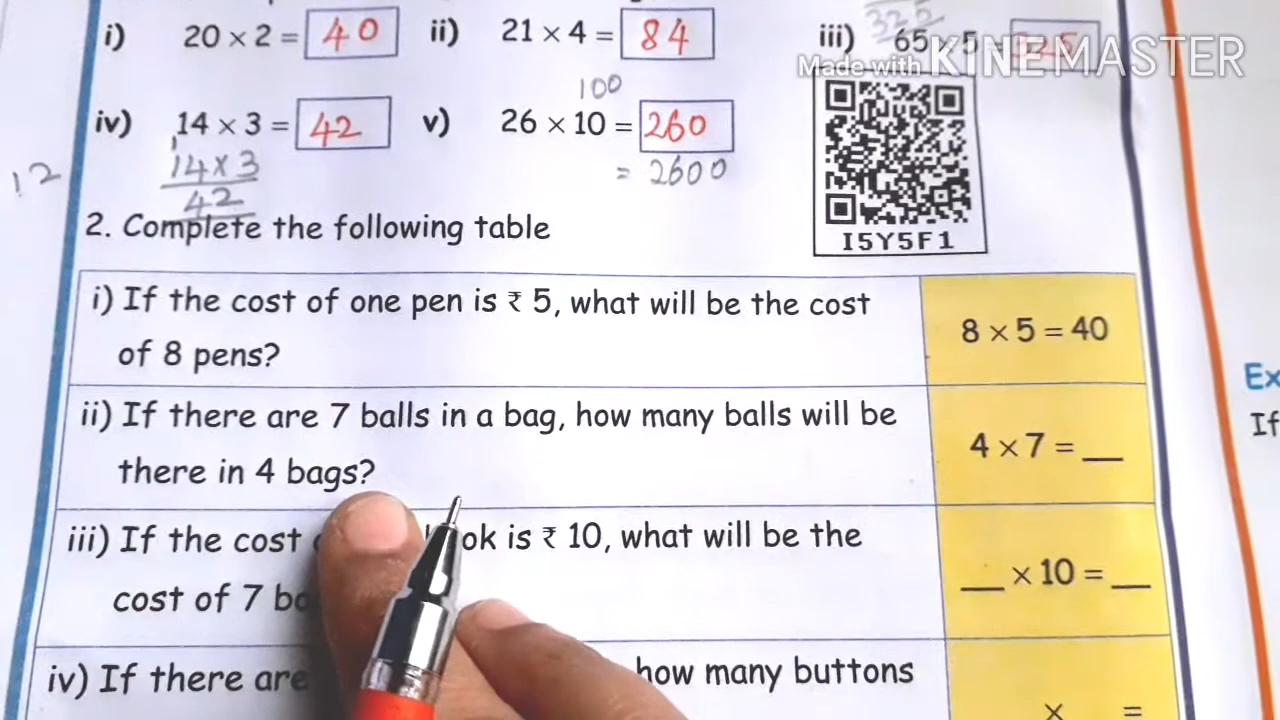 322
i) 20 × 2 = 40 ii) 21 × 4 = 84 iii) 65 × 5 = 325
Made with KINEMASTER
100
iv) 14 × 3 = 42 v) 26 × 10 = 260
14 × 3
= 2600
12
42
I5Y5F1
2. Complete the following table
i) If the cost of one pen is ₹ 5, what will be the cost
of 8 pens?
8 × 5 = 40
ii) If there are 7 balls in a bag, how many balls will be
there in 4 bags?
4 × 7 = __
Ex
If
iii) If the cost ok is ₹ 10, what will be the
cost of 7 bo
__ × 10 = __
iv) If there are how many buttons
× =